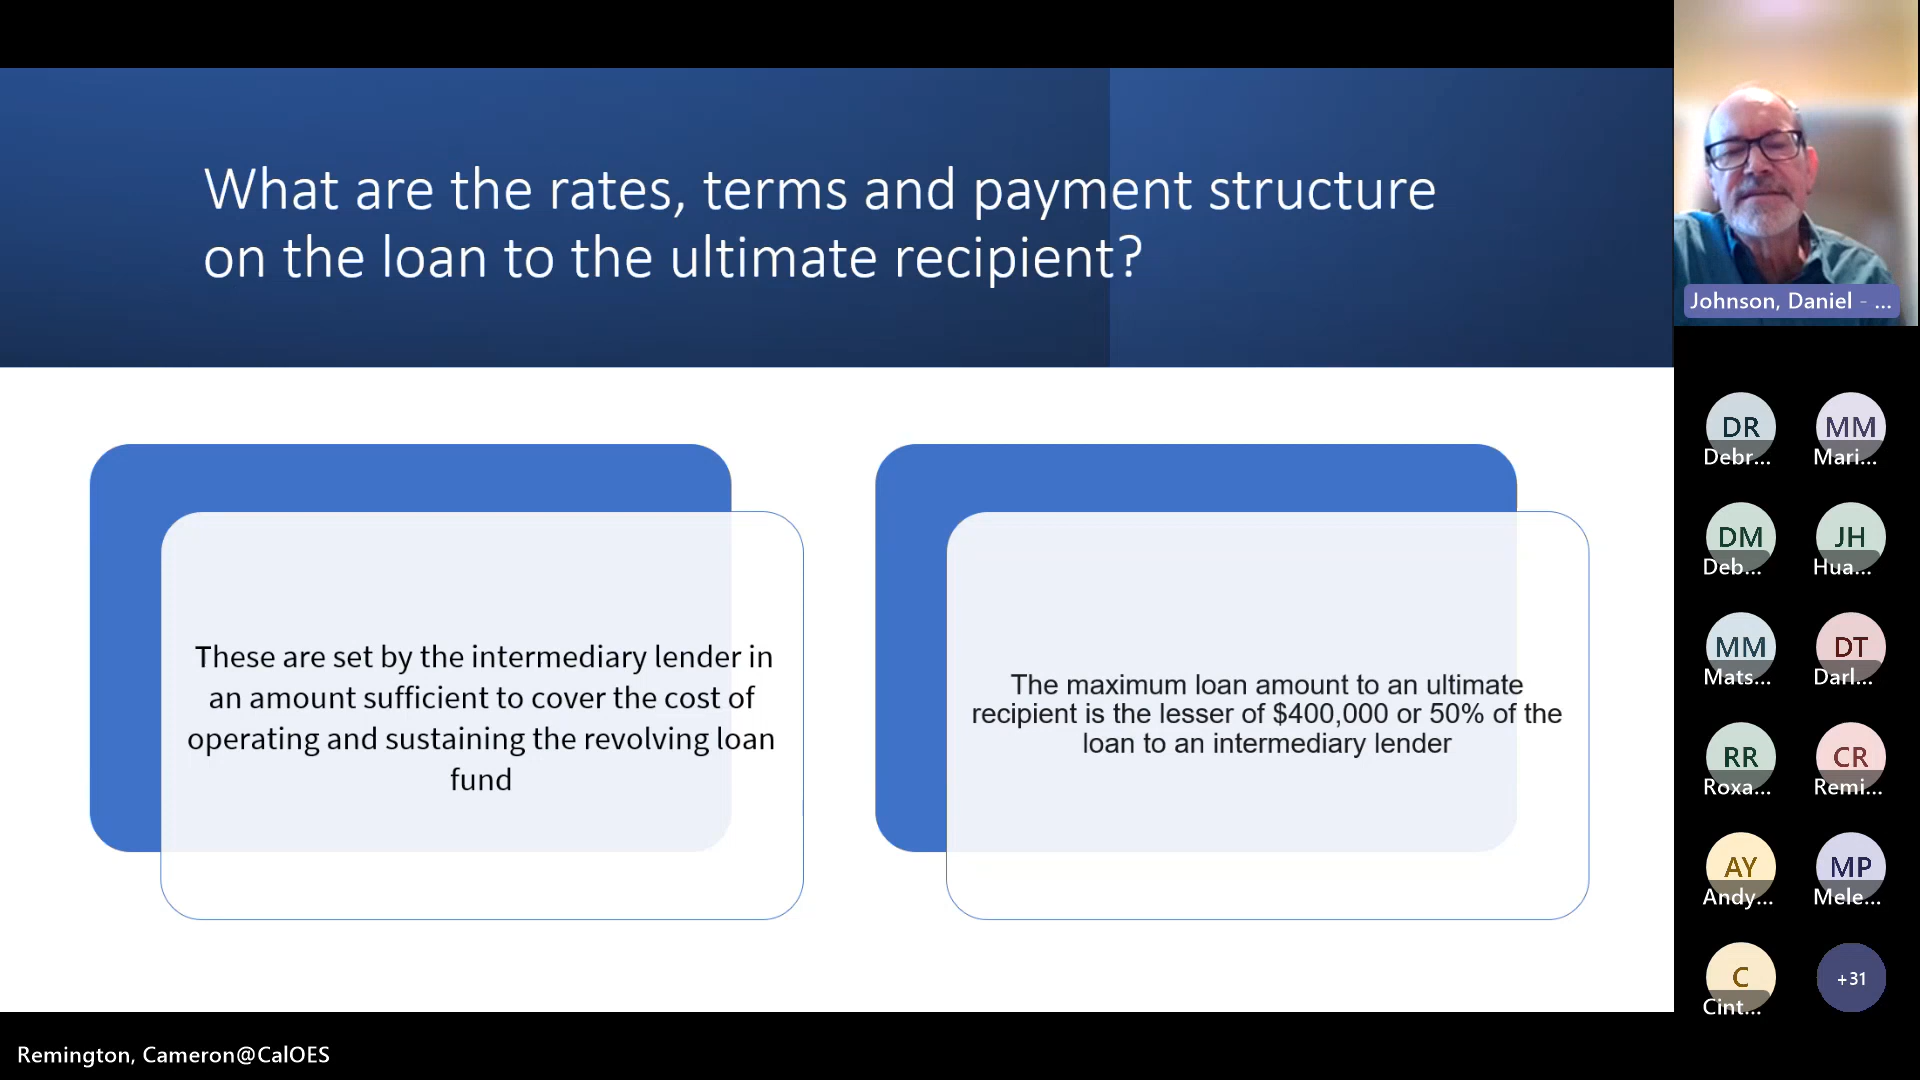 What are the rates, terms and payment structure
on the loan to the ultimate recipient?
These are set by the intermediary lender in
an amount sufficient to cover the cost of
operating and sustaining the revolving loan
fund
The maximum loan amount to an ultimate
recipient is the lesser of $400,000 or 50% of the
loan to an intermediary lender
Johnson, Daniel - ...
DR
Debr...
MM
Mari...
DM
Deb...
JH
Hua...
MM
Mats...
DT
Darl...
RR
Roxa...
CR
Remi...
AY
Andy...
MP
Mele...
C
Cint...
+31
Remington, Cameron@CalOES